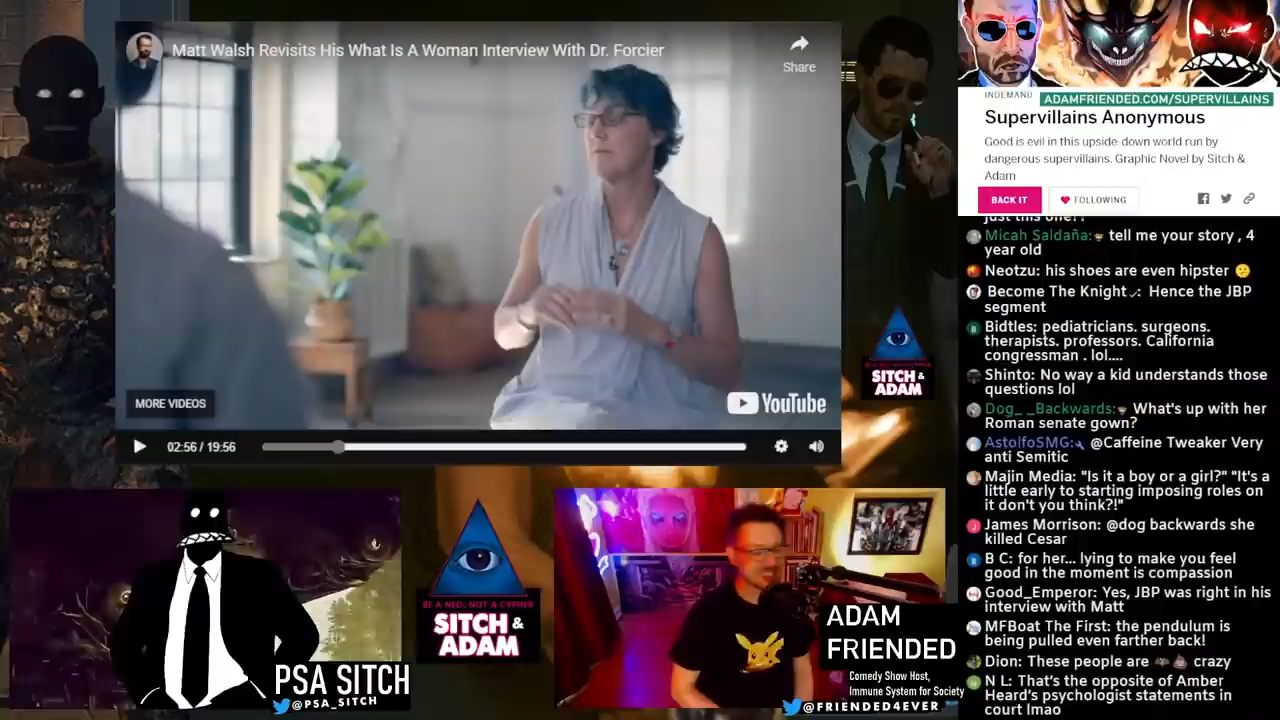 Matt Walsh Revisits His What Is A Woman Interview With Dr. Forcier
Share
MORE VIDEOS
YouTube
02:56 / 19:56
SITCH &
ADAM
BE A NEO, NOT A CYPHER
SITCH &
ADAM
PSA SITCH
@PSA_SITCH
ADAM
FRIENDED
Comedy Show Host,
Immune System for Society
@FRIENDED4EVER
INDEMAND
ADAMFRIENDED.COM/SUPERVILLAINS
Supervillains Anonymous
Good is evil in this upside-down world run by
dangerous supervillains. Graphic Novel by Sitch &
Adam
BACK IT
FOLLOWING
just this one??
Micah Saldaña: tell me your story , 4
year old
Neotzu: his shoes are even hipster 🤔
Become The Knight : Hence the JBP
segment
Bidtles: pediatricians. surgeons.
therapists. professors. California
congressman . lol....
Shinto: No way a kid understands those
questions lol
Dog_ _Backwards: What's up with her
Roman senate gown?
AstolfoSMG: @Caffeine Tweaker Very
anti Semitic
Majin Media: "Is it a boy or a girl?" "It's a
little early to starting imposing roles on
it don't you think?!"
James Morrison: @dog backwards she
killed Cesar
B C: for her... lying to make you feel
good in the moment is compassion
Good_Emperor: Yes, JBP was right in his
interview with Matt
MFBoat The First: the pendulum is
being pulled even farther back!
Dion: These people are 🦇💩 crazy
N L: That's the opposite of Amber
Heard's psychologist statements in
court lmao